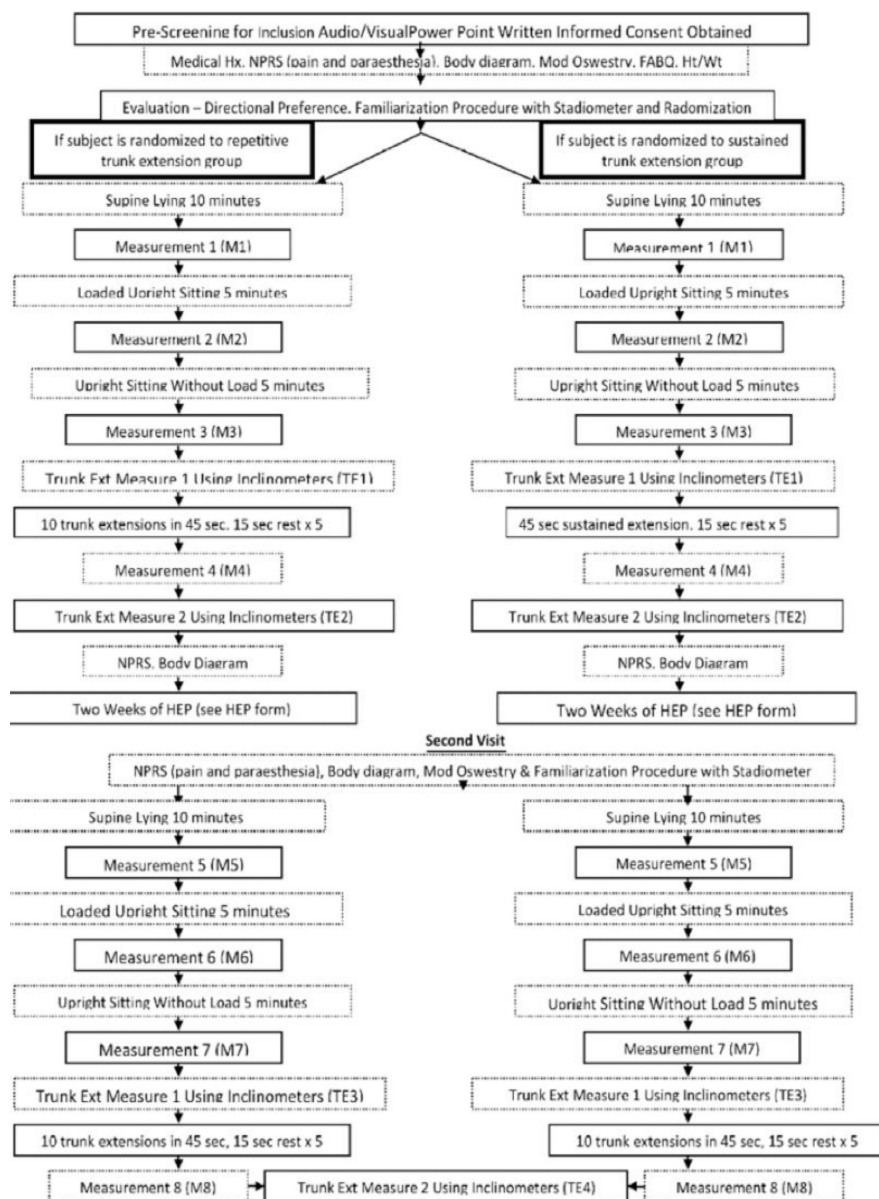 Pre-Screening for Inclusion Audio/VisualPower Point Written Informed Consent Obtained
Medical Hx. NPRS (pain and paraesthesia). Body diagram. Mod Oswestry. FABQ. Ht/Wt
Evaluation – Directional Preference. Familiarization Procedure with Stadiometer and Radomization
If subject is randomized to repetitive
trunk extension group
If subject is randomized to sustained
trunk extension group
Supine Lying 10 minutes
Supine Lying 10 minutes
Measurement 1 (M1)
Measurement 1 (M1)
Loaded Upright Sitting 5 minutes
Loaded Upright Sitting 5 minutes
Measurement 2 (M2)
Measurement 2 (M2)
Upright Sitting Without Load 5 minutes
Upright Sitting Without Load 5 minutes
Measurement 3 (M3)
Measurement 3 (M3)
Trunk Ext Measure 1 Using Inclinometers (TE1)
Trunk Ext Measure 1 Using Inclinometers (TE1)
10 trunk extensions in 45 sec. 15 sec rest x 5
45 sec sustained extension. 15 sec rest x 5
Measurement 4 (M4)
Measurement 4 (M4)
Trunk Ext Measure 2 Using Inclinometers (TE2)
Trunk Ext Measure 2 Using Inclinometers (TE2)
NPRS. Body Diagram
NPRS. Body Diagram
Two Weeks of HEP (see HEP form)
Two Weeks of HEP (see HEP form)
Second Visit
NPRS (pain and paraesthesia), Body diagram, Mod Oswestry & Familiarization Procedure with Stadiometer
Supine Lying 10 minutes
Supine Lying 10 minutes
Measurement 5 (M5)
Measurement 5 (M5)
Loaded Upright Sitting 5 minutes
Loaded Upright Sitting 5 minutes
Measurement 6 (M6)
Measurement 6 (M6)
Upright Sitting Without Load 5 minutes
Upright Sitting Without Load 5 minutes
Measurement 7 (M7)
Measurement 7 (M7)
Trunk Ext Measure 1 Using Inclinometers (TE3)
Trunk Ext Measure 1 Using Inclinometers (TE3)
10 trunk extensions in 45 sec, 15 sec rest x 5
10 trunk extensions in 45 sec, 15 sec rest x 5
Measurement 8 (M8)
Trunk Ext Measure 2 Using Inclinometers (TE4)
Measurement 8 (M8)